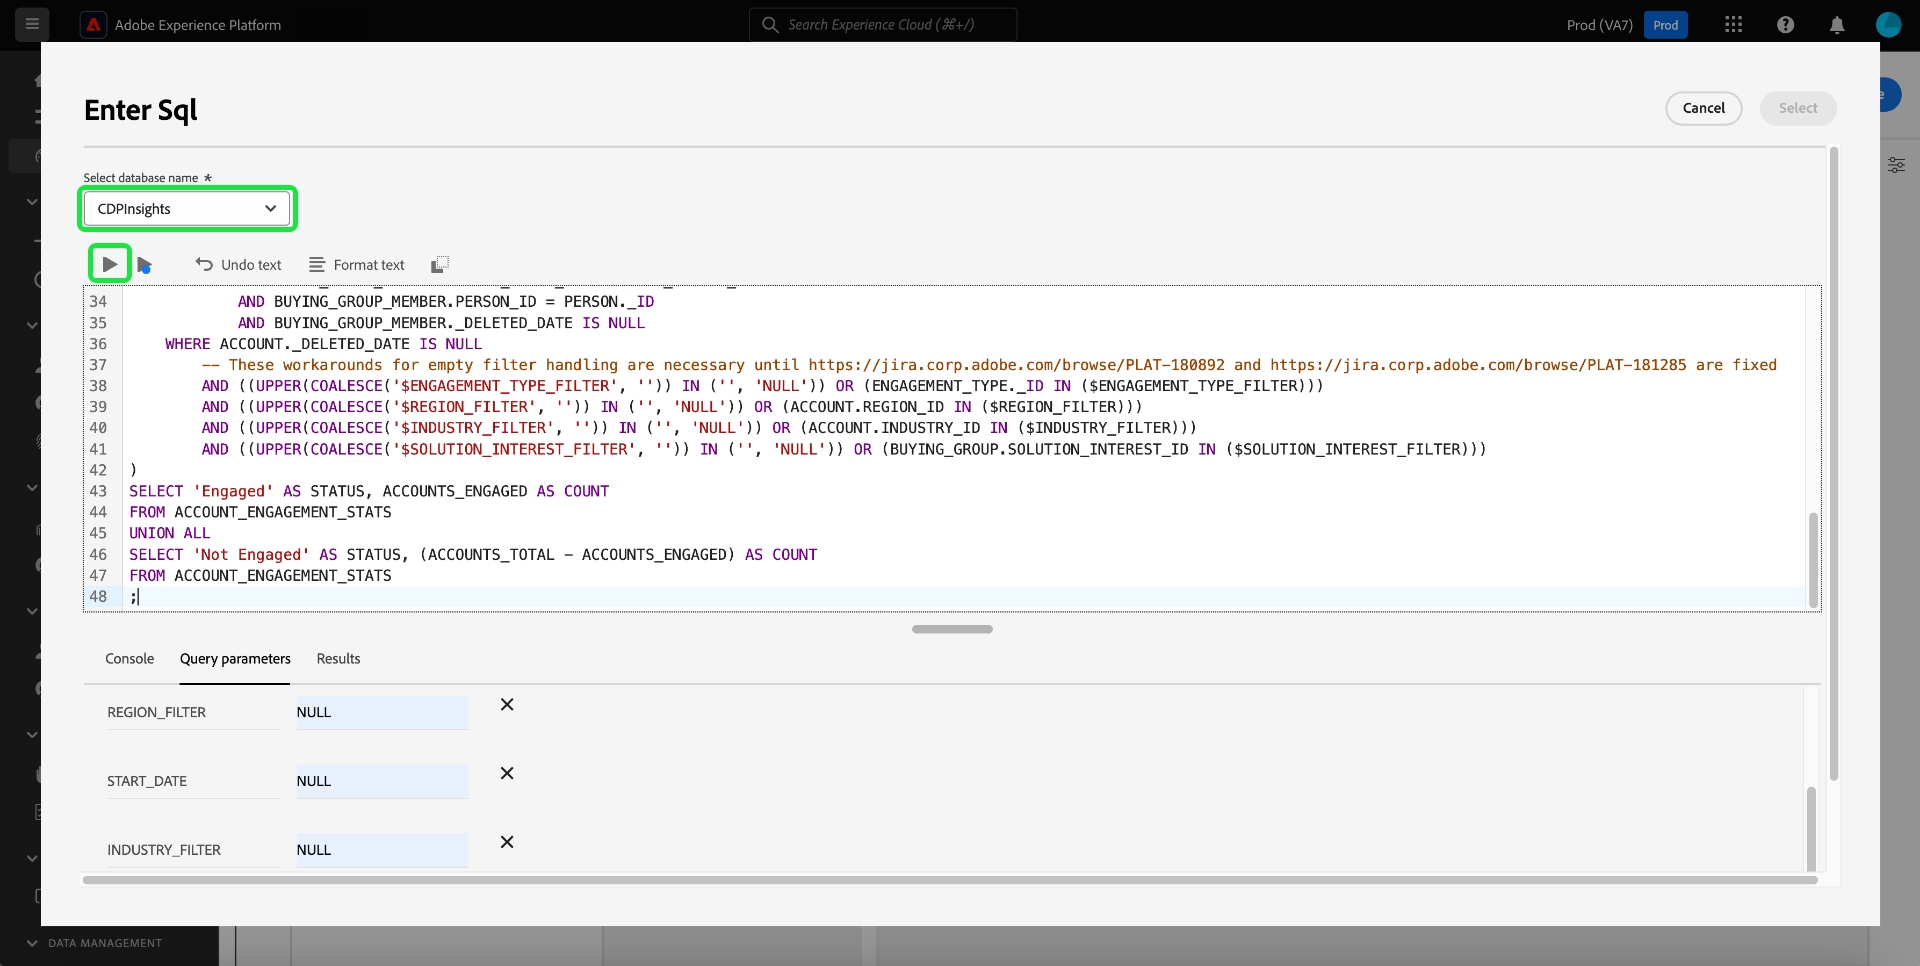 Adobe Experience Platform
Search Experience Cloud (⌘+/)
Prod (VA7)
Prod
Enter Sql
Cancel
Select
Select database name *
CDPInsights
Undo text
Format text
34 AND BUYING_GROUP_MEMBER.PERSON_ID = PERSON._ID
35 AND BUYING_GROUP_MEMBER._DELETED_DATE IS NULL
36 WHERE ACCOUNT._DELETED_DATE IS NULL
37 -- These workarounds for empty filter handling are necessary until https://jira.corp.adobe.com/browse/PLAT-180892 and https://jira.corp.adobe.com/browse/PLAT-181285 are fixed
38 AND ((UPPER(COALESCE('$ENGAGEMENT_TYPE_FILTER', '')) IN ('', 'NULL')) OR (ENGAGEMENT_TYPE._ID IN ($ENGAGEMENT_TYPE_FILTER)))
39 AND ((UPPER(COALESCE('$REGION_FILTER', '')) IN ('', 'NULL')) OR (ACCOUNT.REGION_ID IN ($REGION_FILTER)))
40 AND ((UPPER(COALESCE('$INDUSTRY_FILTER', '')) IN ('', 'NULL')) OR (ACCOUNT.INDUSTRY_ID IN ($INDUSTRY_FILTER)))
41 AND ((UPPER(COALESCE('$SOLUTION_INTEREST_FILTER', '')) IN ('', 'NULL')) OR (BUYING_GROUP.SOLUTION_INTEREST_ID IN ($SOLUTION_INTEREST_FILTER)))
42 )
43 SELECT 'Engaged' AS STATUS, ACCOUNTS_ENGAGED AS COUNT
44 FROM ACCOUNT_ENGAGEMENT_STATS
45 UNION ALL
46 SELECT 'Not Engaged' AS STATUS, (ACCOUNTS_TOTAL - ACCOUNTS_ENGAGED) AS COUNT
47 FROM ACCOUNT_ENGAGEMENT_STATS
48 ;
Console
Query parameters
Results
REGION_FILTER NULL
START_DATE NULL
INDUSTRY_FILTER NULL
DATA MANAGEMENT